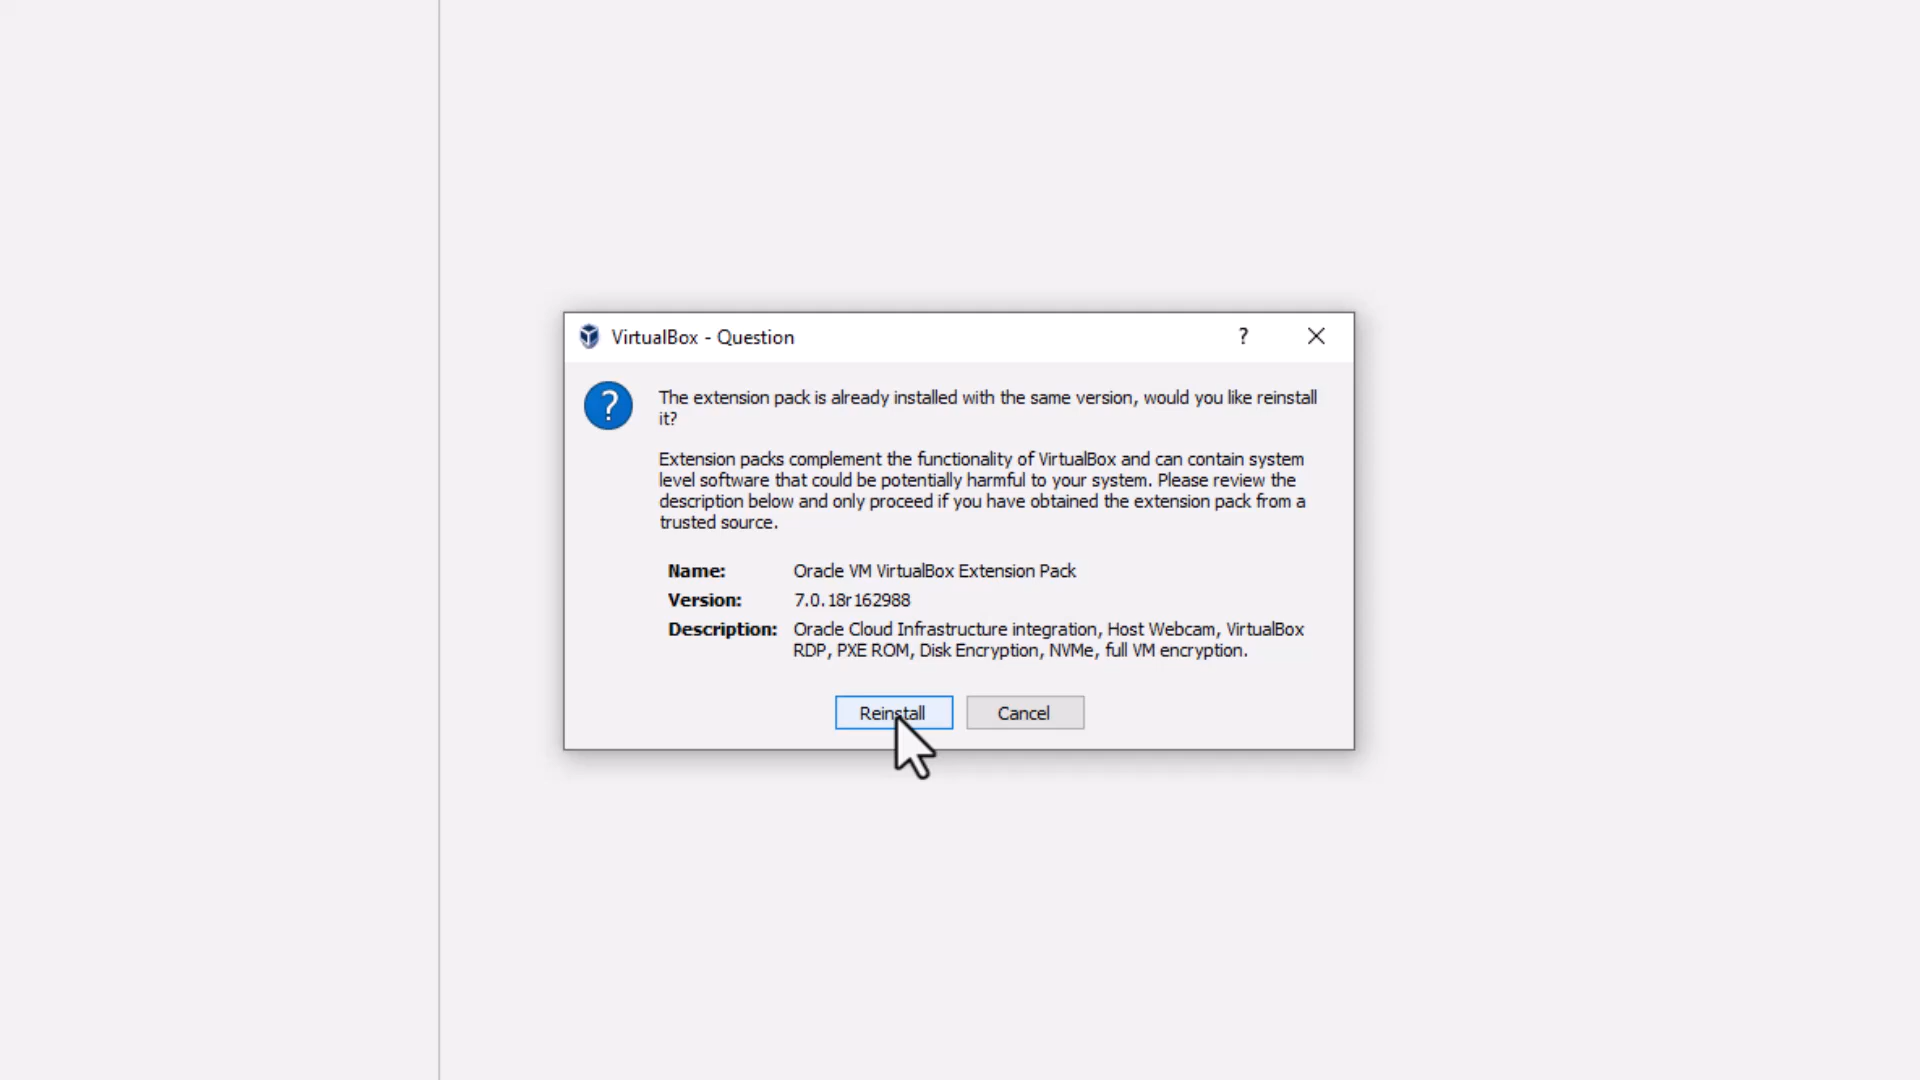 VirtualBox - Question
?
?
The extension pack is already installed with the same version, would you like reinstall
it?
Extension packs complement the functionality of VirtualBox and can contain system
level software that could be potentially harmful to your system. Please review the
description below and only proceed if you have obtained the extension pack from a
trusted source.
Name: Oracle VM VirtualBox Extension Pack
Version: 7.0.18r162988
Description: Oracle Cloud Infrastructure integration, Host Webcam, VirtualBox
RDP, PXE ROM, Disk Encryption, NVMe, full VM encryption.
Reinstall Cancel